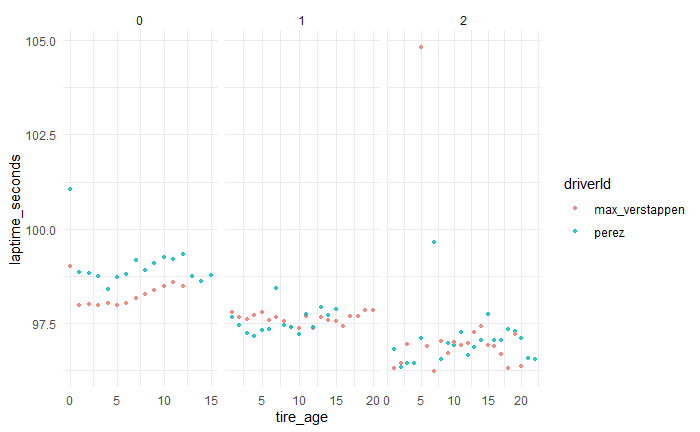 0 1 2
105.0
102.5
100.0
97.5
laptime_seconds
0 5 10 15 5 10 15 20 0 5 10 15 20
tire_age
driverId
max_verstappen
perez